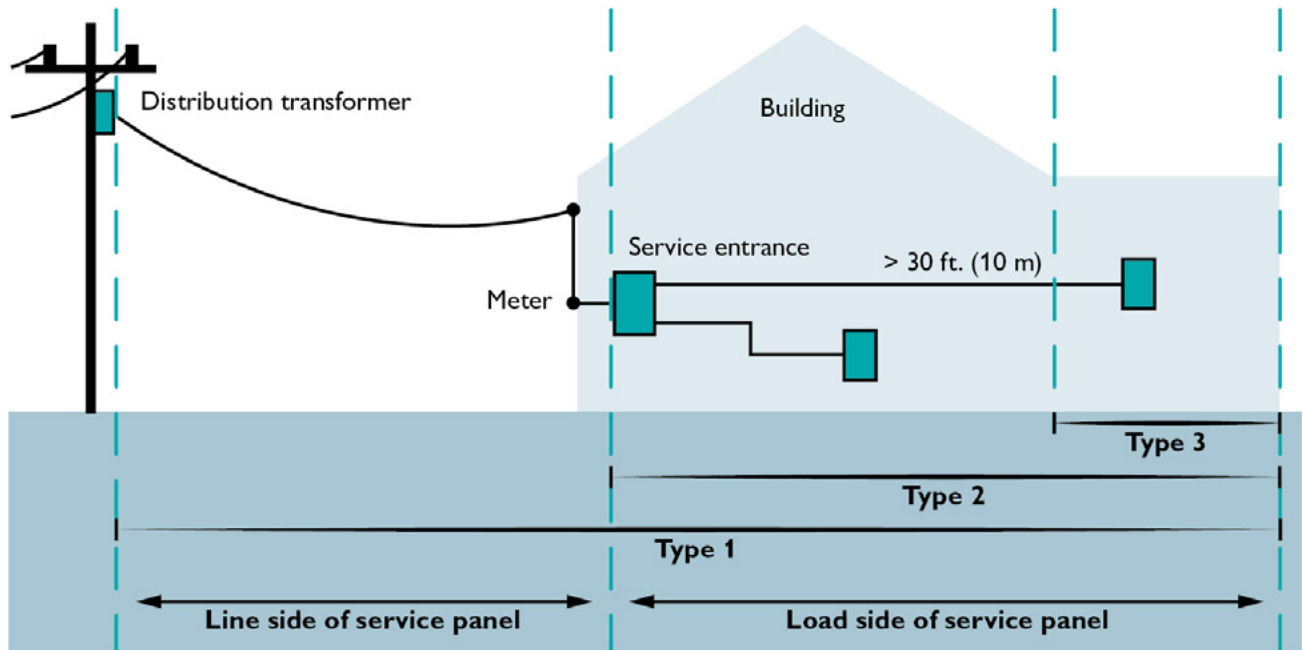 Distribution transformer
Building
Service entrance
> 30 ft. (10 m)
Meter
Type 3
Type 2
Type 1
Line side of service panel
Load side of service panel